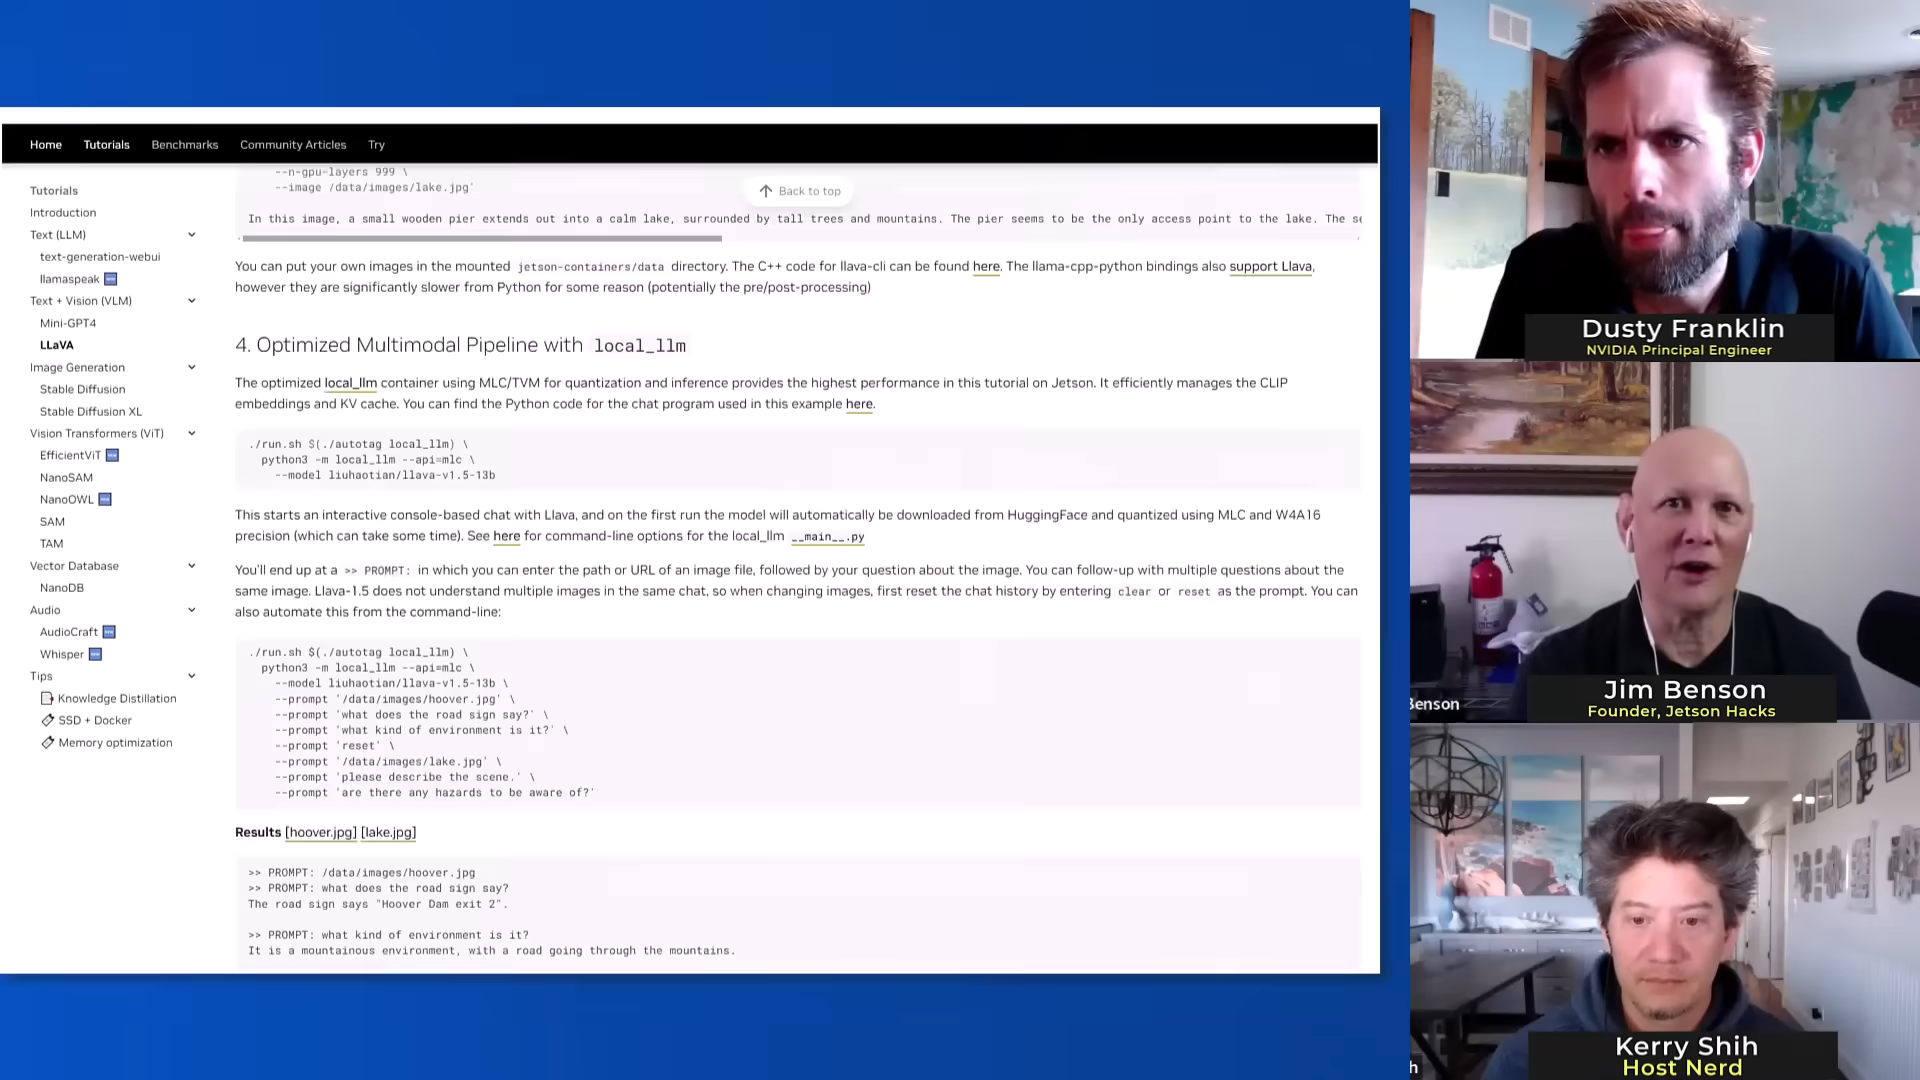 Home Tutorials Benchmarks Community Articles Try
Tutorials
Introduction
Text (LLM)
text-generation-webui
llamaspeak
Text + Vision (VLM)
Mini-GPT4
LLaVA
Image Generation
Stable Diffusion
Stable Diffusion XL
Vision Transformers (ViT)
EfficientViT
NanoSAM
NanoOWL
SAM
TAM
Vector Database
NanoDB
Audio
AudioCraft
Whisper
Tips
Knowledge Distillation
SSD + Docker
Memory optimization
--n-gpu-layers 999 \
--image /data/images/lake.jpg'
Back to top
In this image, a small wooden pier extends out into a calm lake, surrounded by tall trees and mountains. The pier seems to be the only access point to the lake. The se
You can put your own images in the mounted jetson-containers/data directory. The C++ code for llava-cli can be found here. The llama-cpp-python bindings also support Llava,
however they are significantly slower from Python for some reason (potentially the pre/post-processing)
4. Optimized Multimodal Pipeline with local_llm
The optimized local_llm container using MLC/TVM for quantization and inference provides the highest performance in this tutorial on Jetson. It efficiently manages the CLIP
embeddings and KV cache. You can find the Python code for the chat program used in this example here.
./run.sh $(./autotag local_llm) \
python3 -m local_llm --api=mlc \
--model liuhaotian/llava-v1.5-13b
This starts an interactive console-based chat with Llava, and on the first run the model will automatically be downloaded from HuggingFace and quantized using MLC and W4A16
precision (which can take some time). See here for command-line options for the local_llm __main__.py
You'll end up at a >> PROMPT: in which you can enter the path or URL of an image file, followed by your question about the image. You can follow-up with multiple questions about the
same image. Llava-1.5 does not understand multiple images in the same chat, so when changing images, first reset the chat history by entering clear or reset as the prompt. You can
also automate this from the command-line:
./run.sh $(./autotag local_llm) \
python3 -m local_llm --api=mlc \
--model liuhaotian/llava-v1.5-13b \
--prompt '/data/images/hoover.jpg' \
--prompt 'what does the road sign say?' \
--prompt 'what kind of environment is it?' \
--prompt 'reset' \
--prompt '/data/images/lake.jpg' \
--prompt 'please describe the scene.' \
--prompt 'are there any hazards to be aware of?'
Results [hoover.jpg] [lake.jpg]
>> PROMPT: /data/images/hoover.jpg
>> PROMPT: what does the road sign say?
The road sign says "Hoover Dam exit 2".
>> PROMPT: what kind of environment is it?
It is a mountainous environment, with a road going through the mountains.
Dusty Franklin
NVIDIA Principal Engineer
Benson
Jim Benson
Founder, Jetson Hacks
h
Kerry Shih
Host Nerd